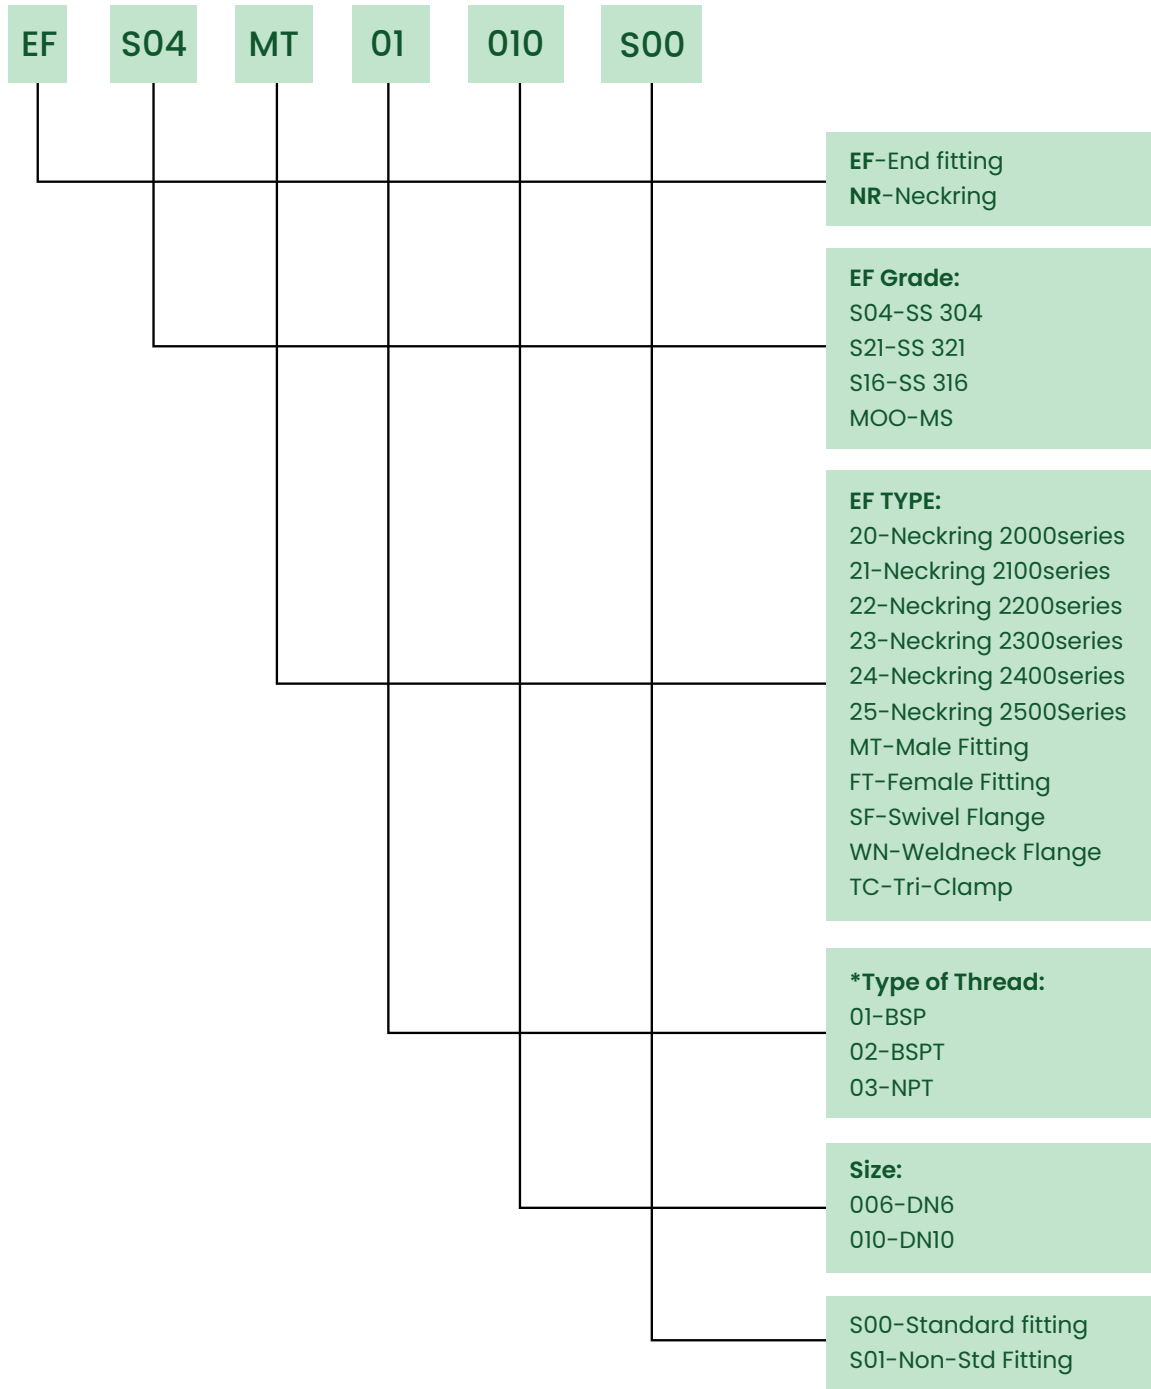 EF S04 MT 01 010 S00
EF-End fitting
NR-Neckring
EF Grade:
S04-SS 304
S21-SS 321
S16-SS 316
MOO-MS
EF TYPE:
20-Neckring 2000series
21-Neckring 2100series
22-Neckring 2200series
23-Neckring 2300series
24-Neckring 2400series
25-Neckring 2500Series
MT-Male Fitting
FT-Female Fitting
SF-Swivel Flange
WN-Weldneck Flange
TC-Tri-Clamp
*Type of Thread:
01-BSP
02-BSPT
03-NPT
Size:
006-DN6
010-DN10
S00-Standard fitting
S01-Non-Std Fitting